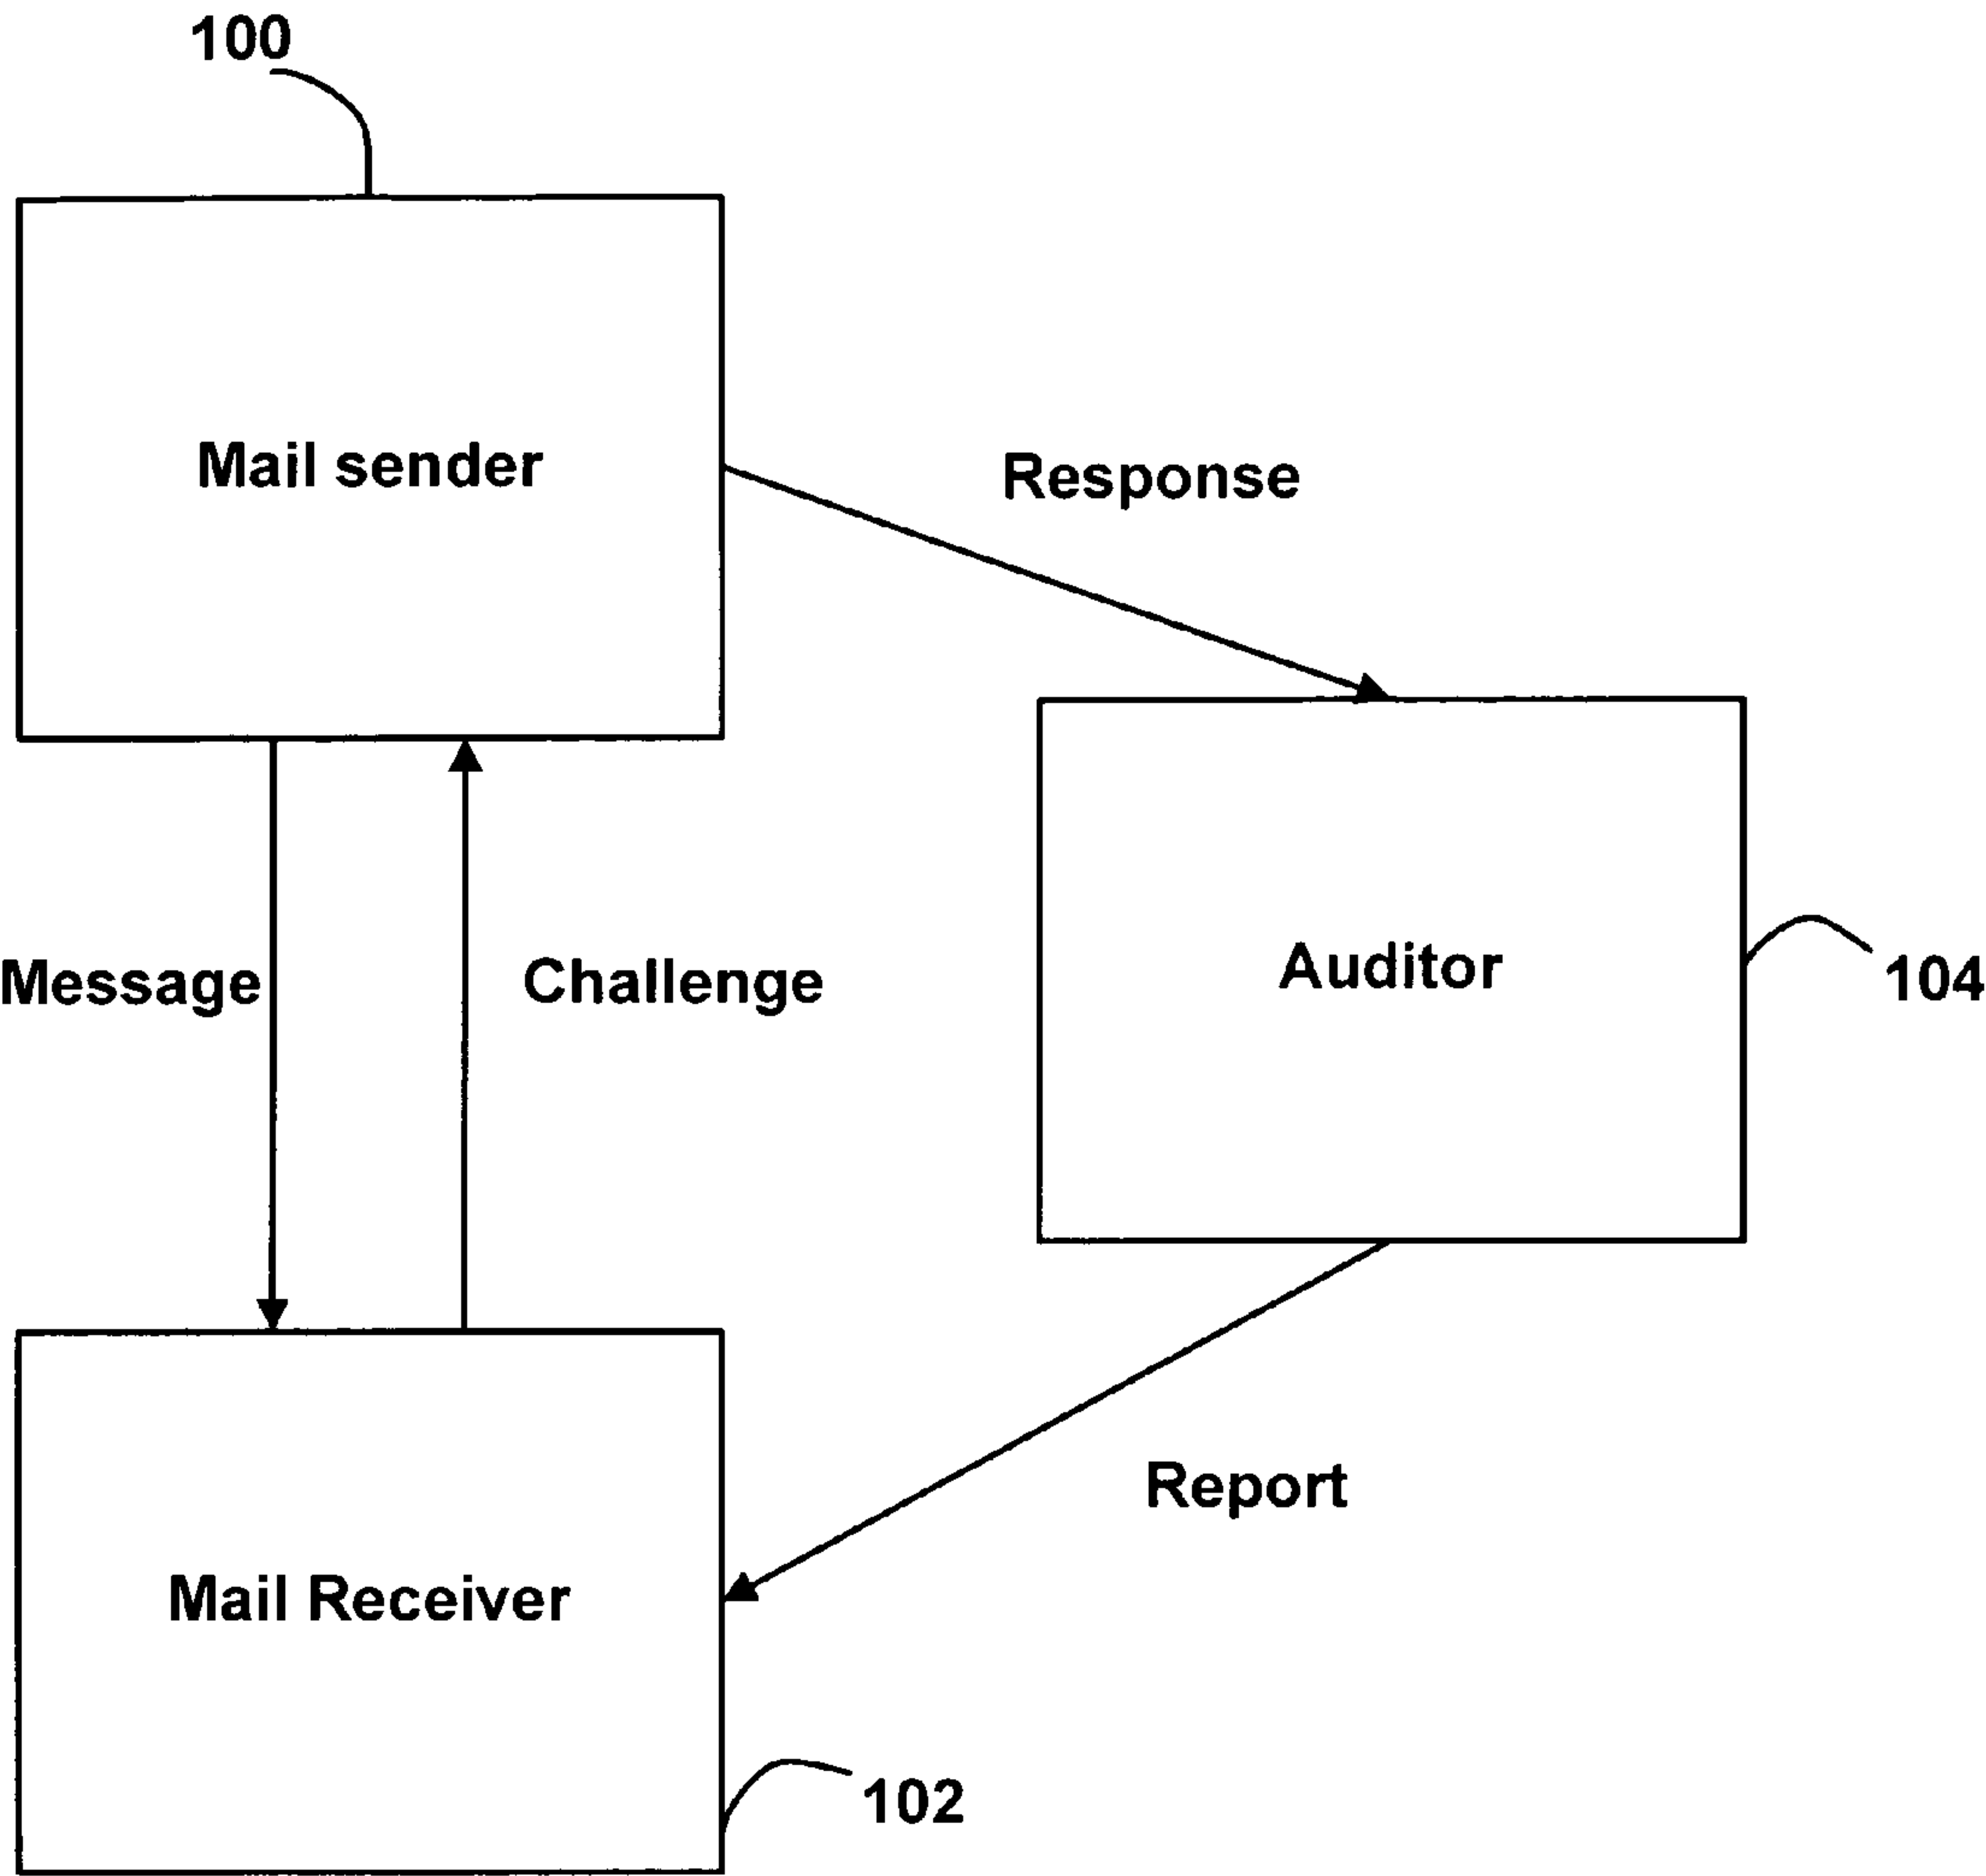 100
Mail sender
Response
Message
Challenge
Auditor
104
Report
Mail Receiver
102